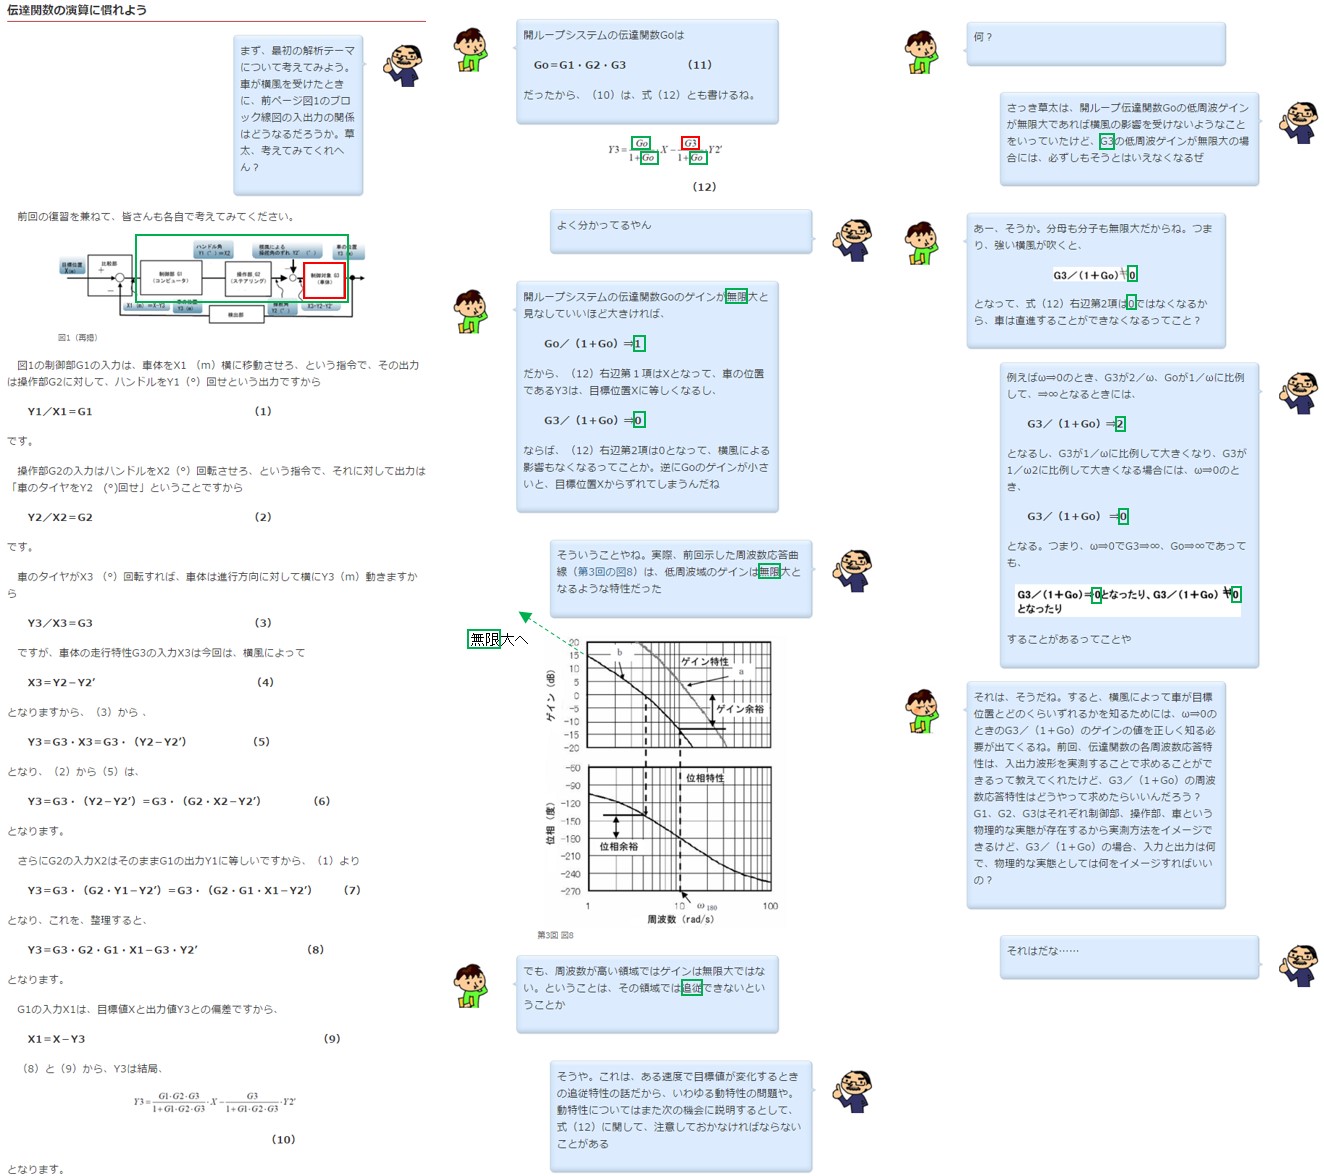 伝達関数の演算に慣れよう
まず、最初の解析テーマ
について考えてみよう。
車が横風を受けたとき
に、前ページ図1のブロ
ック線図の入出力の関係
はどうなるだろうか。草
太、考えてみてくれへ
ん?
前回の復習を兼ねて、皆さんも各自で考えてみてください。
目標位置
X(m)
比較部
+
−
制御部 G1
(コンピュータ)
ハンドル角
Y1(°)=X2
操作部, G2
(ステアリング)
制御対象 G3
(車体)
車の位置
検出部
図1(再掲)
図1の制御部G1の入力は、車体をX1 (m)横に移動させろ、という指令で、その出力
は操作部G2に対して、ハンドルをY1(°)回せという出力ですから
Y1/X1=G1 (1)
です。
操作部G2の入力はハンドルをX2(°)回転させろ、という指令で、それに対して出力は
「車のタイヤをY2 (°)回せ」ということですから
Y2/X2=G2 (2)
です。
車のタイヤがX3 (°)回転すれば、車体は進行方向に対して横にY3(m)動きますか
ら
Y3/X3=G3 (3)
ですが、車体の走行特性G3の入力X3は今回は、横風によって
X3=Y2−Y2′ (4)
となりますから、(3)から 、
Y3=G3・X3=G3・(Y2−Y2′) (5)
となり、(2)から(5)は、
Y3=G3・(Y2−Y2′)=G3・(G2・X2−Y2′) (6)
となります。
さらにG2の入力X2はそのままG1の出力Y1に等しいですから、(1)より
Y3=G3・(G2・Y1−Y2′)=G3・(G2・G1・X1−Y2′) (7)
となり、これを、整理すると、
Y3=G3・G2・G1・X1−G3・Y2′ (8)
となります。
G1の入力X1は、目標値Xと出力値Y3との偏差ですから、
X1=X−Y3 (9)
(8)と(9)から、Y3は結局、
Y3= G1·G2·G3 / 1+G1·G2·G3 ·X− G3 / 1+G1·G2·G3 ·Y2′
(10)
となります。
開ループシステムの伝達関数Goは
Go=G1・G2・G3 (11)
だったから、(10)は、式(12)とも書けるね。
Y3= Go / 1+Go ·X− G3 / 1+Go ·Y2′
(12)
よく分かってるやん
開ループシステムの伝達関数Goのゲインが無限大と
見なしていいほど大きければ、
Go/(1+Go)⇒1
だから、(12)右辺第1項はXとなって、車の位置
であるY3は、目標位置Xに等しくなるし、
G3/(1+Go)⇒0
ならば、(12)右辺第2項は0となって、横風による
影響もなくなるってことか。逆にGoのゲインが小さ
いと、目標位置Xからずれてしまうんだね
そういうことやね。実際、前回示した周波数応答曲
線(第3回の図8)は、低周波域のゲインは無限大と
なるような特性だった
無限大へ
ゲイン(dB)
20
15
10
5
0
-5
-10
-15
-20
b
a
ゲイン特性
ゲイン余裕
位相(度)
-60
-90
-120
-150
-180
-210
-240
-270
位相特性
位相余裕
1 10 100
ω180
周波数(rad/s)
第3回 図8
でも、周波数が高い領域ではゲインは無限大ではな
い。ということは、その領域では追従できないとい
うことか
そうや。これは、ある速度で目標値が変化するとき
の追従特性の話だから、いわゆる動特性の問題や。
動特性についてはまた次の機会に説明するとして、
式(12)に関して、注意しておかなければならない
ことがある
何?
さっき草太は、開ループ伝達関数Goの低周波ゲイン
が無限大であれば横風の影響を受けないようなこと
をいっていたけど、G3の低周波ゲインが無限大の場
合には、必ずしもそうとはいえなくなるぜ
あー、そうか。分母も分子も無限大だからね。つま
り、強い横風が吹くと、
G3/(1+Go)≠0
となって、式(12)右辺第2項は0ではなくなるか
ら、車は直進することができなくなるってこと?
例えばω⇒0のとき、G3が2/ω、Goが1/ωに比例
して、⇒∞となるときには、
G3/(1+Go)⇒2
となるし、G3が1/ωに比例して大きくなり、G3が
1/ω2に比例して大きくなる場合には、ω⇒0のと
き、
G3/(1+Go) ⇒0
となる。つまり、ω⇒0でG3⇒∞、Go⇒∞であって
も、
G3/(1+Go)⇒0となったり、G3/(1+Go)≠0
となったり
することがあるってことや
それは、そうだね。すると、横風によって車が目標
位置とどのくらいずれるかを知るためには、ω⇒0の
ときのG3/(1+Go)のゲインの値を正しく知る必
要が出てくるね。前回、伝達関数の各周波数応答特
性は、入出力波形を実測することで求めることがで
きるって教えてくれたけど、G3/(1+Go)の周波
数応答特性はどうやって求めたらいいんだろう?
G1、G2、G3はそれぞれ制御部、操作部、車という
物理的な実態が存在するから実測方法をイメージで
きるけど、G3/(1+Go)の場合、入力と出力は何
で、物理的な実態としては何をイメージすればいい
の?
それはだな……